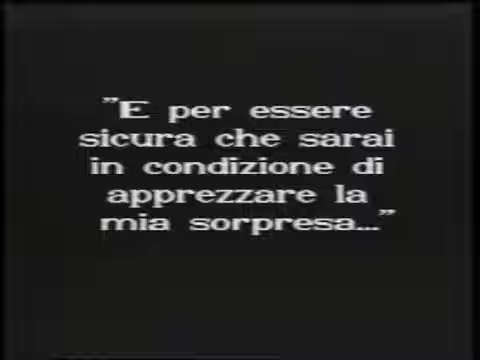 "E per essere
sicura che sarai
in condizione di
apprezzare la
mia sorpresa..."